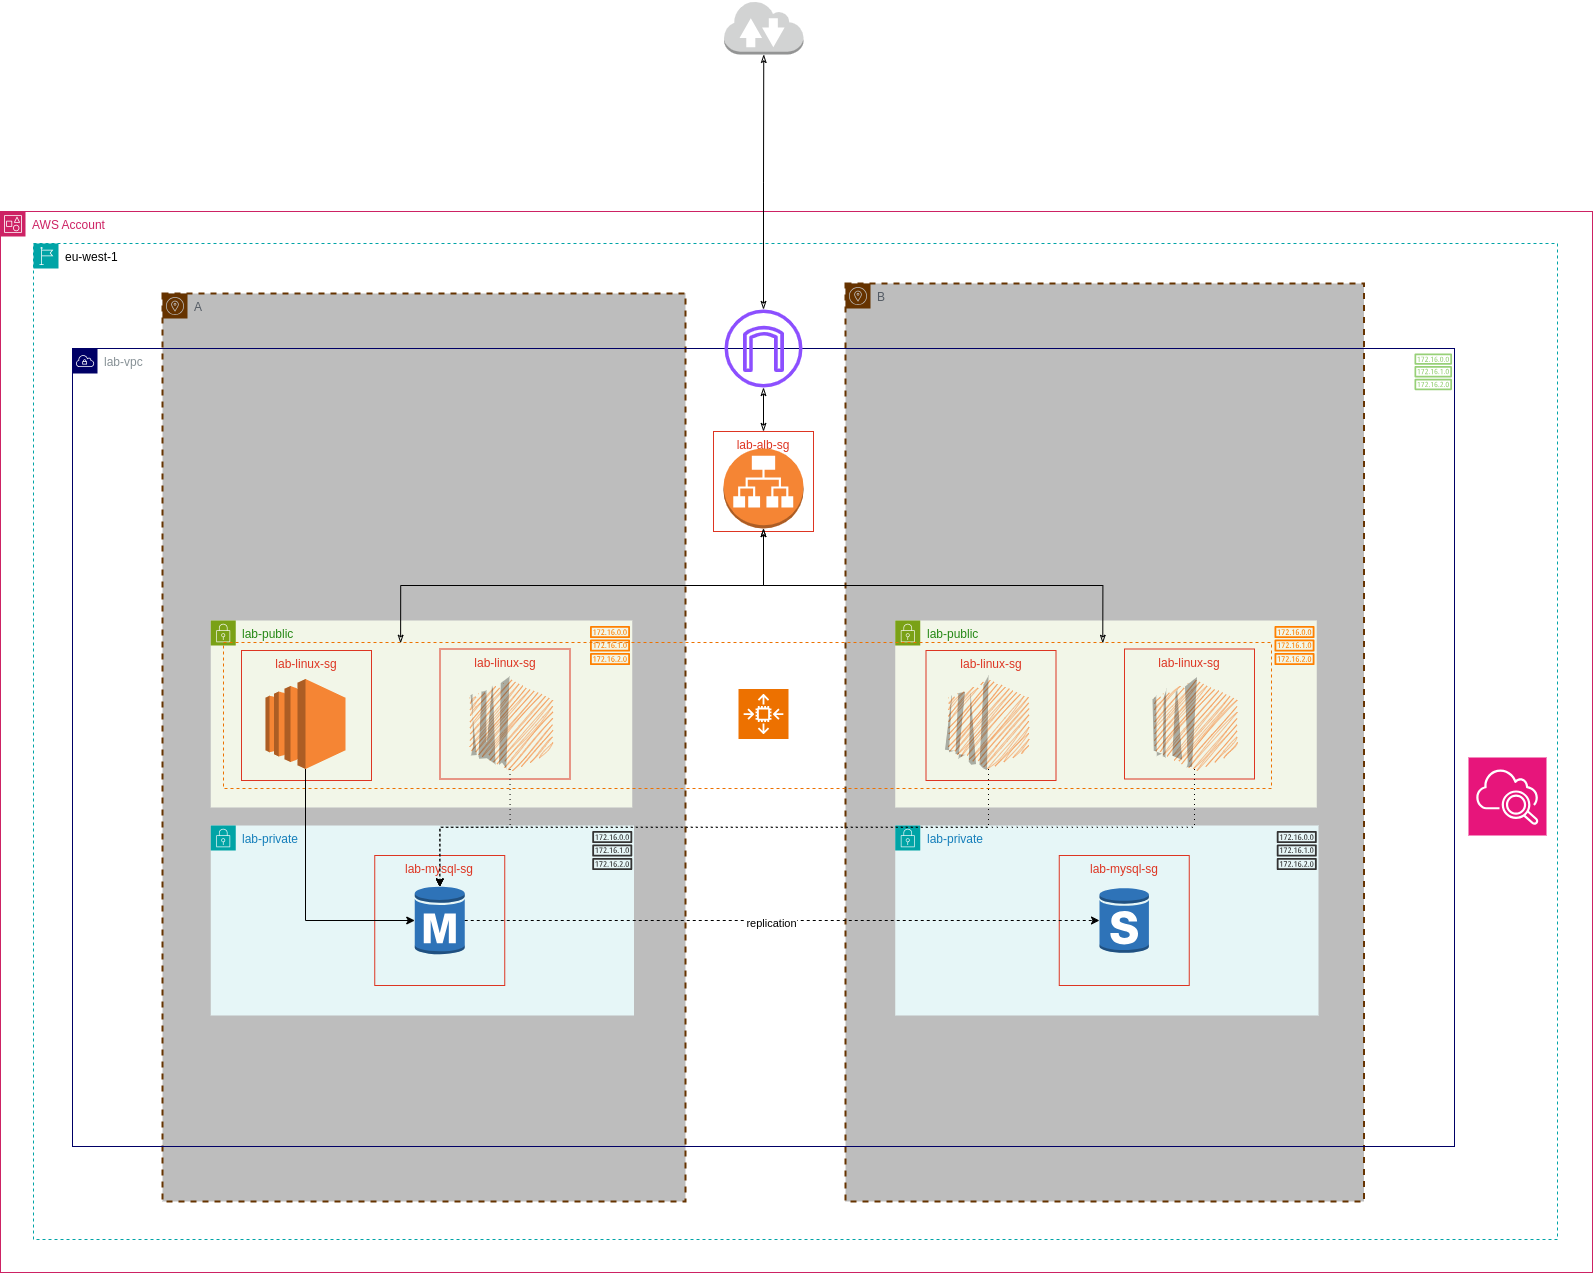 AWS Account
eu-west-1
A
B
lab-vpc
172.16.0.0
172.16.1.0
172.16.2.0
lab-alb-sg
lab-public
172.16.0.0
172.16.1.0
172.16.2.0
lab-public
172.16.0.0
172.16.1.0
172.16.2.0
lab-linux-sg
lab-linux-sg
lab-linux-sg
lab-linux-sg
lab-private
172.16.0.0
172.16.1.0
172.16.2.0
lab-private
172.16.0.0
172.16.1.0
172.16.2.0
lab-mysql-sg
lab-mysql-sg
M
replication
S